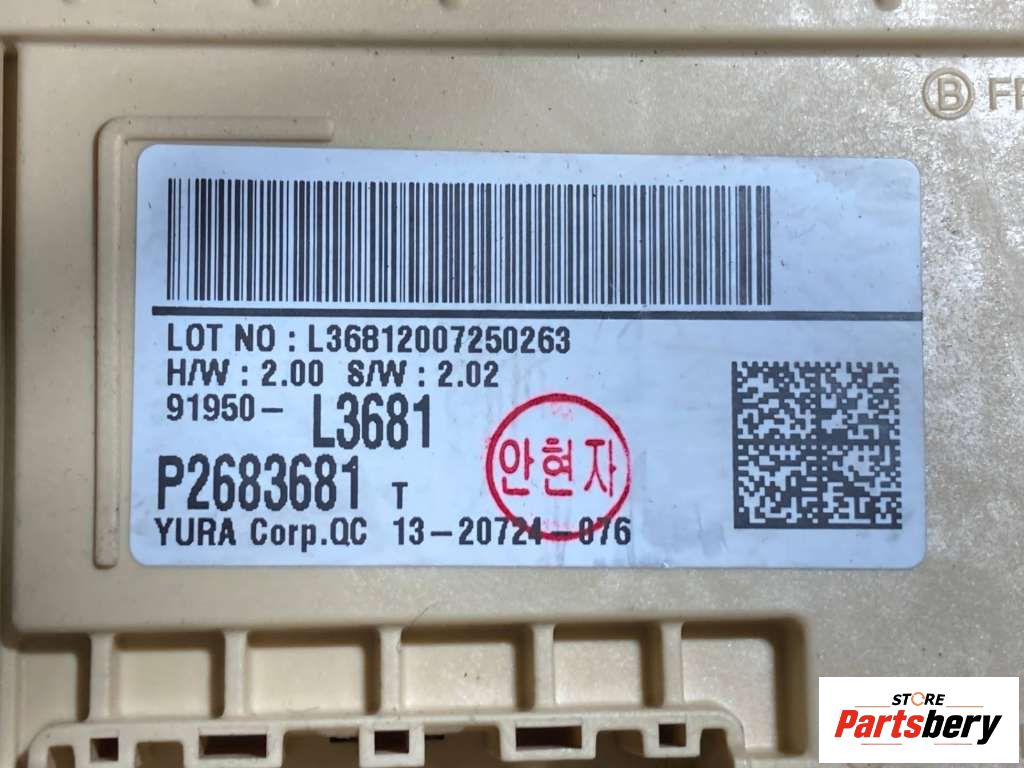 Ⓑ
LOT NO : L36812007250263
H/W : 2.00 S/W : 2.02
91950- L3681
P2683681 T
YURA Corp.QC 13-20724-076
안현자
STORE
Partsbery